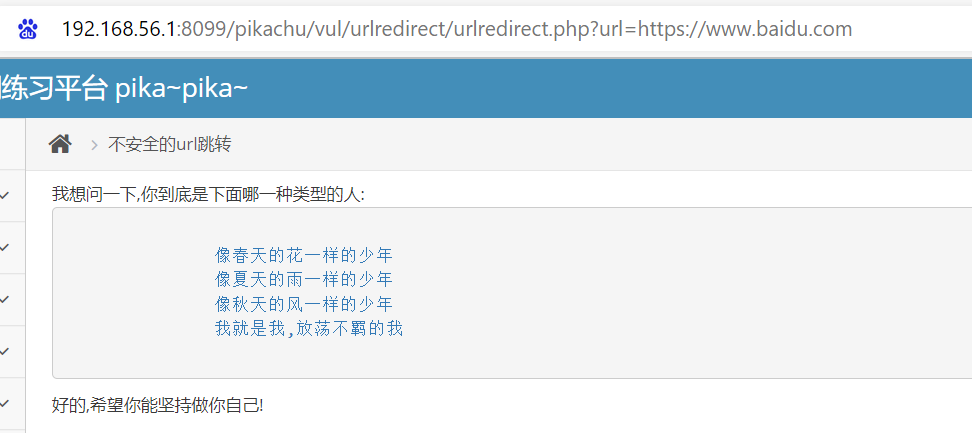 192.168.56.1:8099/pikachu/vul/urlredirect/urlredirect.php?url=https://www.baidu.com
练习平台 pika~pika~
不安全的url跳转
我想问一下,你到底是下面哪一种类型的人:
像春天的花一样的少年
像夏天的雨一样的少年
像秋天的风一样的少年
我就是我,放荡不羁的我
好的,希望你能坚持做你自己!